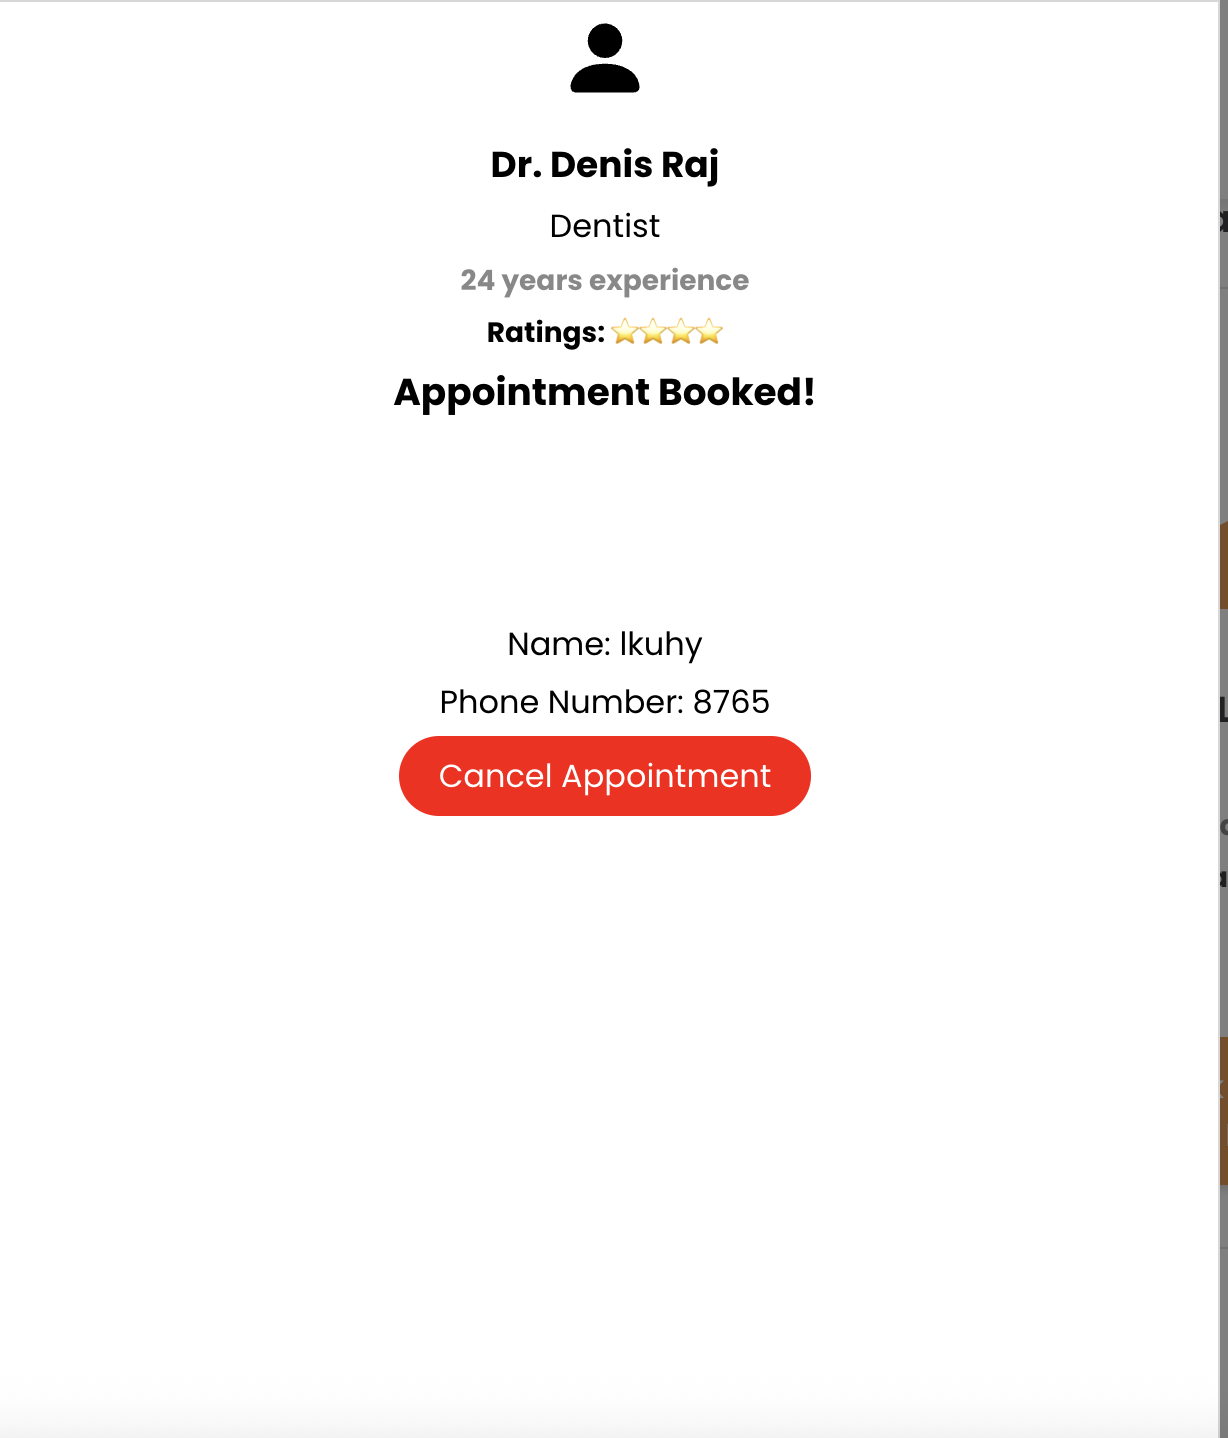 Dr. Denis Raj
Dentist
24 years experience
Ratings: ⭐⭐⭐⭐
Appointment Booked!
Name: lkuhy
Phone Number: 8765
Cancel Appointment